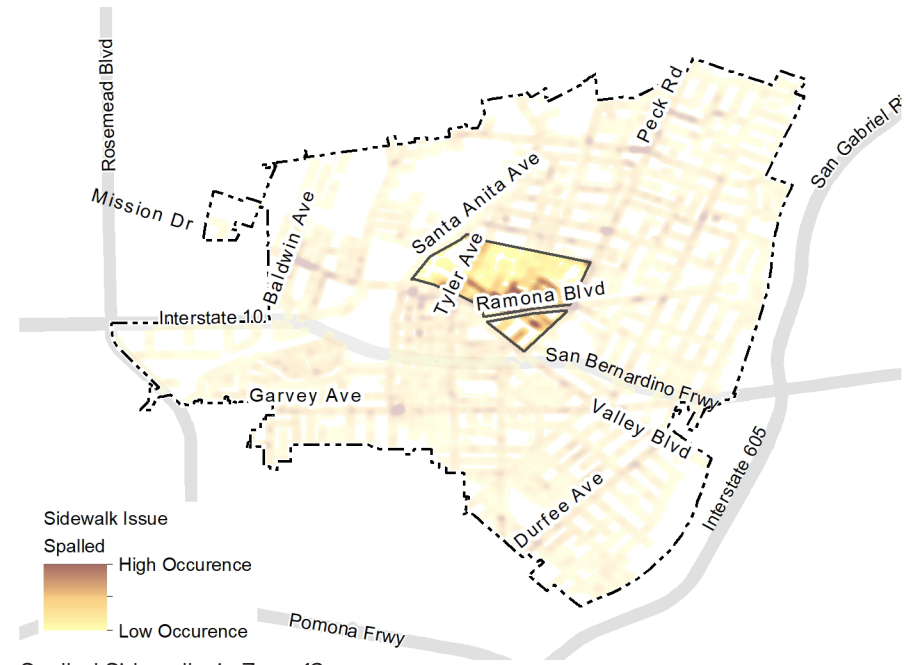 Rosemead Blvd
Peck Rd
San Gabriel Ri
Mission Dr
Santa Anita Ave
Baldwin Ave
Tyler Ave
Ramona Blvd
Interstate 10
San Bernardino Frwy
Garvey Ave
Valley Blvd
Interstate 605
Durfee Ave
Sidewalk Issue
Spalled
High Occurence
Low Occurence
Pomona Frwy